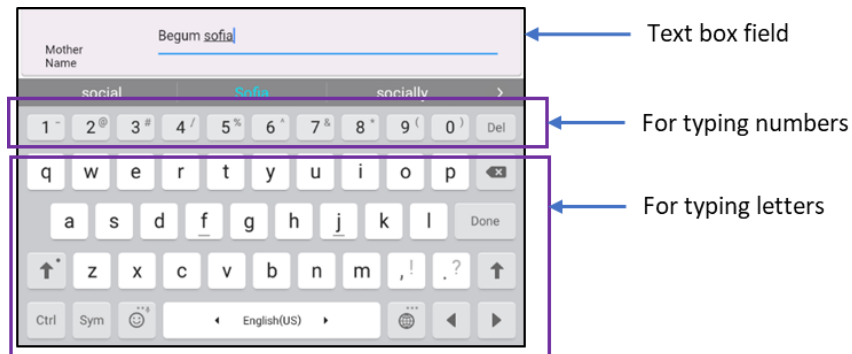 Begum sofia
Mother
Name
Text box field
social Sofia socially >
1 - 2 @ 3 # 4 / 5 % 6 ^ 7 & 8 * 9 ( 0 ) Del
For typing numbers
q w e r t y u i o p
For typing letters
a s d f g h j k l Done
z x c v b n m , ! . ?
Ctrl Sym English(US)